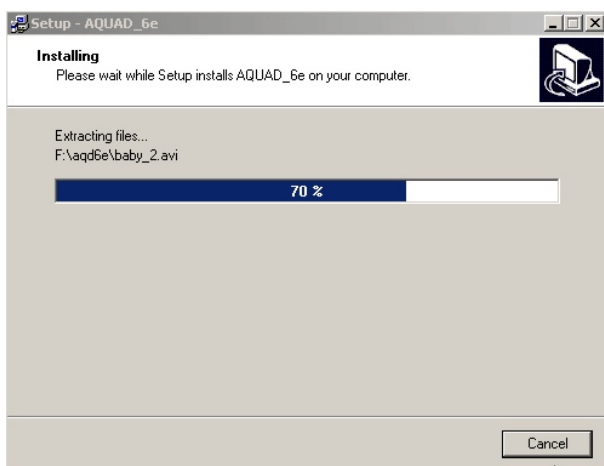 Setup - AQUAD_6e
Installing
Please wait while Setup installs AQUAD_6e on your computer.
Extracting files...
F:\aqd6e\baby_2.avi
70 %
Cancel